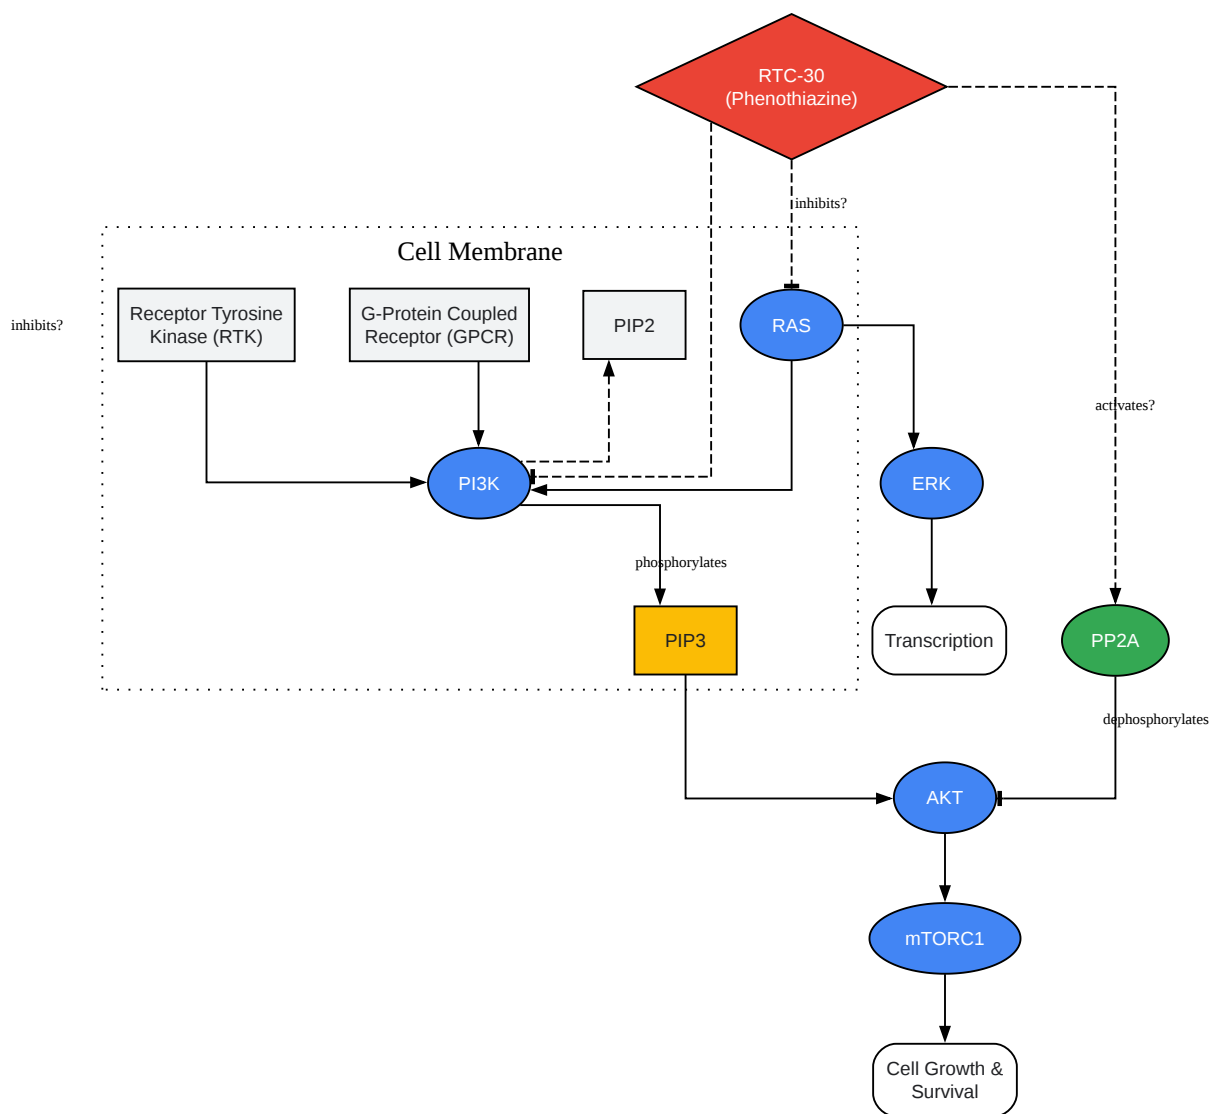 RTC-30
(Phenothiazine)
inhibits?
Cell Membrane
Receptor Tyrosine
Kinase (RTK)
G-Protein Coupled
Receptor (GPCR)
PIP2
RAS
inhibits?
activates?
PI3K
ERK
phosphorylates
PIP3
Transcription
PP2A
dephosphorylates
AKT
mTORC1
Cell Growth &
Survival